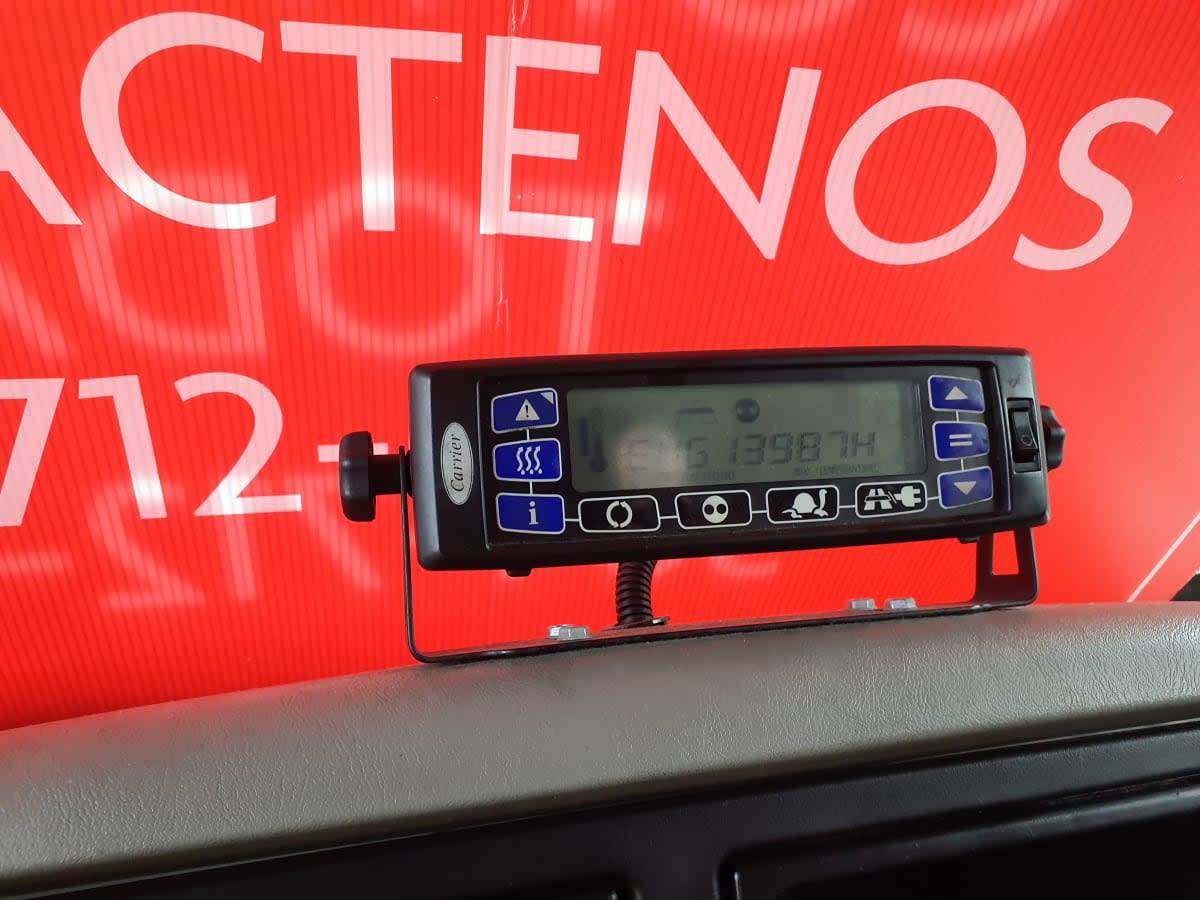 ACTENOS
712-
Carrier
ENG 13987H
i